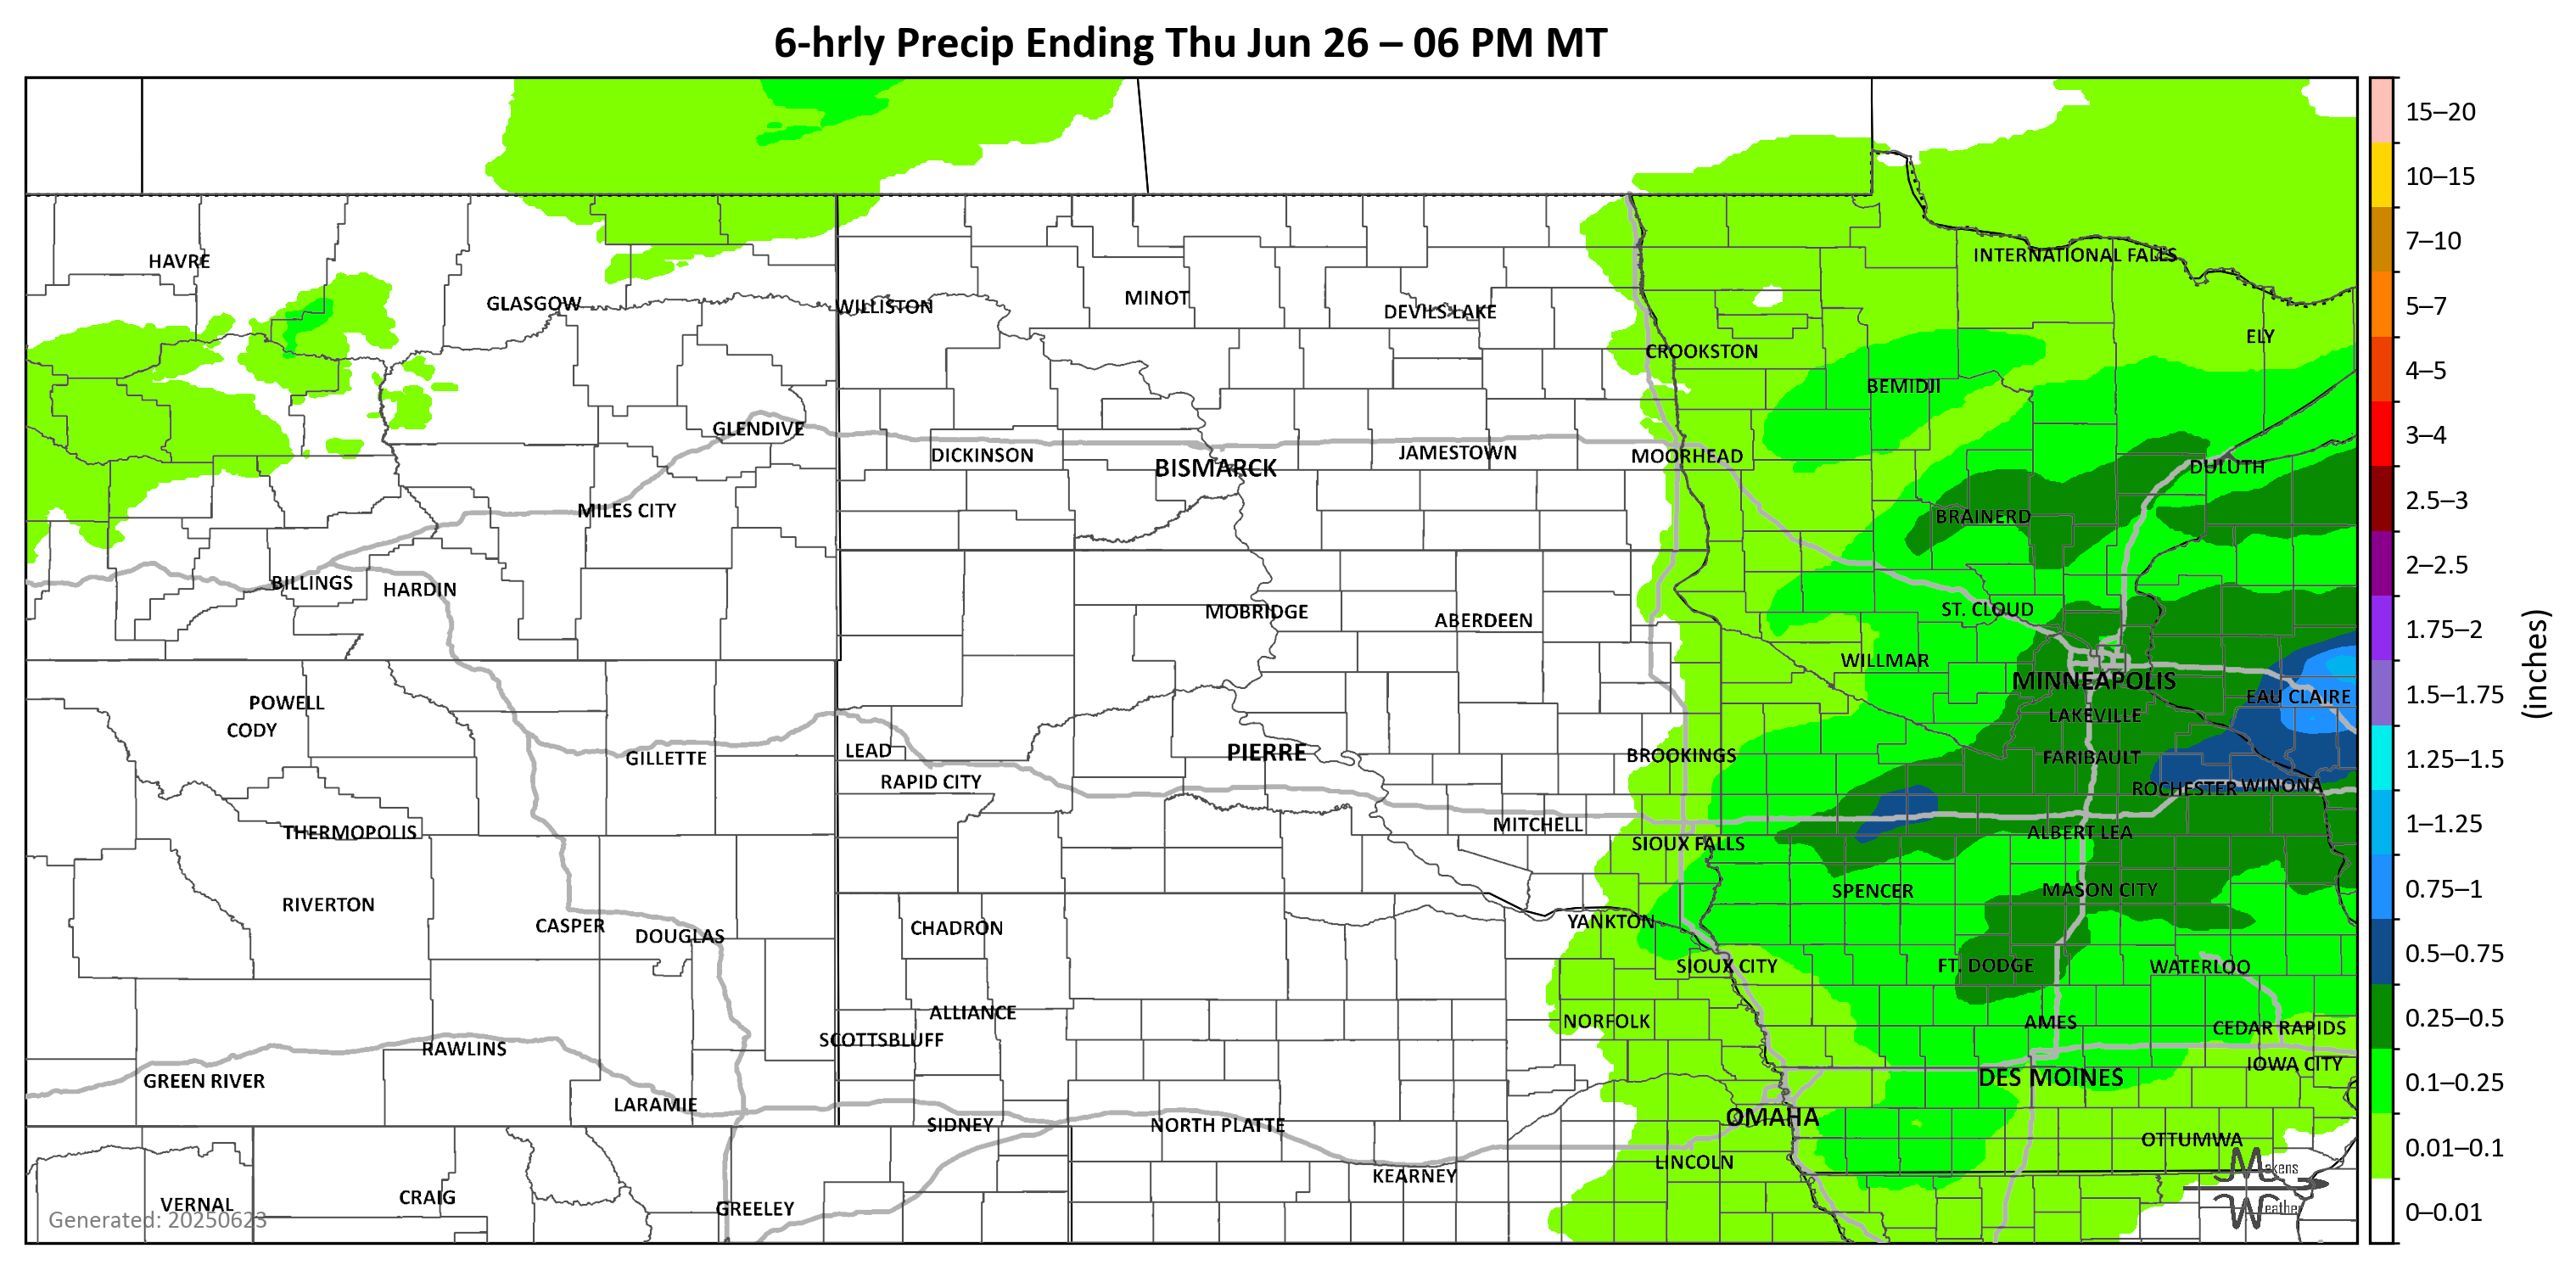 6-hrly Precip Ending Thu Jun 26 – 06 PM MT
15–20
10–15
7–10
5–7
4–5
3–4
2.5–3
2–2.5
1.75–2
1.5–1.75
1.25–1.5
1–1.25
0.75–1
0.5–0.75
0.25–0.5
0.1–0.25
0.01–0.1
0–0.01
(inches)
INTERNATIONAL FALLS
HAVRE
MINOT
GLASGOW
WILLISTON
DEVILS LAKE
ELY
CROOKSTON
BEMIDJI
GLENDIVE
DICKINSON
JAMESTOWN
MOORHEAD
BISMARCK
DULUTH
MILES CITY
BRAINERD
BILLINGS
HARDIN
MOBRIDGE
ABERDEEN
ST. CLOUD
WILLMAR
MINNEAPOLIS
EAU CLAIRE
POWELL
LAKEVILLE
CODY
GILLETTE
LEAD
PIERRE
BROOKINGS
FARIBAULT
RAPID CITY
ROCHESTER
WINONA
THERMOPOLIS
MITCHELL
ALBERT LEA
SIOUX FALLS
SPENCER
MASON CITY
RIVERTON
CASPER
DOUGLAS
CHADRON
YANKTON
SIOUX CITY
FT. DODGE
WATERLOO
ALLIANCE
NORFOLK
AMES
CEDAR RAPIDS
SCOTTSBLUFF
RAWLINS
IOWA CITY
GREEN RIVER
DES MOINES
LARAMIE
SIDNEY
NORTH PLATTE
OMAHA
OTTUMWA
LINCOLN
KEARNEY
VERNAL
CRAIG
GREELEY
Makens
Weather
Generated: 20250623